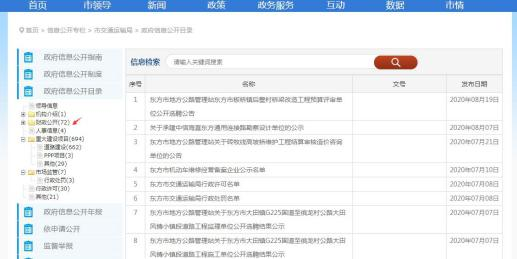 首页 市领导 新闻 政策 政务服务 互动 数据 市情
首页 > 信息公开专栏 > 市交通运输局 > 政府信息公开目录
政府信息公开指南
政府信息公开制度
政府信息公开目录
领导信息
机构介绍(1)
财政公开(72)
人事信息(4)
重大建设项目(694)
道路建设(662)
PPP项目(3)
其他(29)
市场监管(7)
行政处罚(3)
行政许可(30)
其他(21)
政府信息公开年报
依申请公开
监督举报
信息检索 请输入关键词搜索
序号 名称 文号 发布日期
1 东方市地方公路管理站东方市板桥镇后壁村桥梁改造工程预算评审单
位公开选聘公告 2020年08月19日
2 关于承建中信海直东方通用连接路勘察设计单位的公示 2020年08月07日
3 东方市地方公路管理站关于 养护工程结算审核造价咨询
单位的公告 2020年07月21日
4 东方市机动车维修经营备案企业公示名单 2020年07月10日
5 东方市交通运输局行政许可名单 2020年07月08日
6 东方市交通运输局行政处罚名单 2020年07月08日
7 东方市地方公路管理站关于东方市大田镇G225国道至俄龙村公路大田
风情小镇段道路工程监理单位公开选聘结果公示 2020年07月07日
8 东方市地方公路管理站关于东方市大田镇G225国道至俄龙村公路大田
风情小镇段道路工程施工单位公开选聘结果公示 2020年07月07日